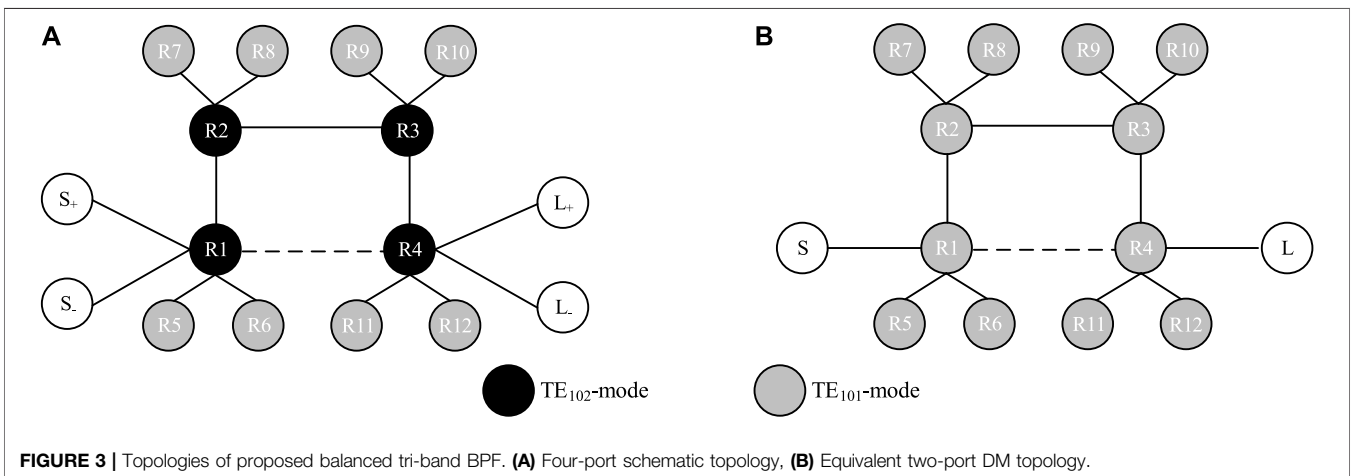 A
B
R7 R8 R9 R10
R7 R8 R9 R10
R2 R3
R2 R3
S+ L+
R1 R4
S R1 R4 L
S- L-
R5 R6 R11 R12
R5 R6 R11 R12
TE102-mode
TE101-mode
FIGURE 3 | Topologies of proposed balanced tri-band BPF. (A) Four-port schematic topology, (B) Equivalent two-port DM topology.